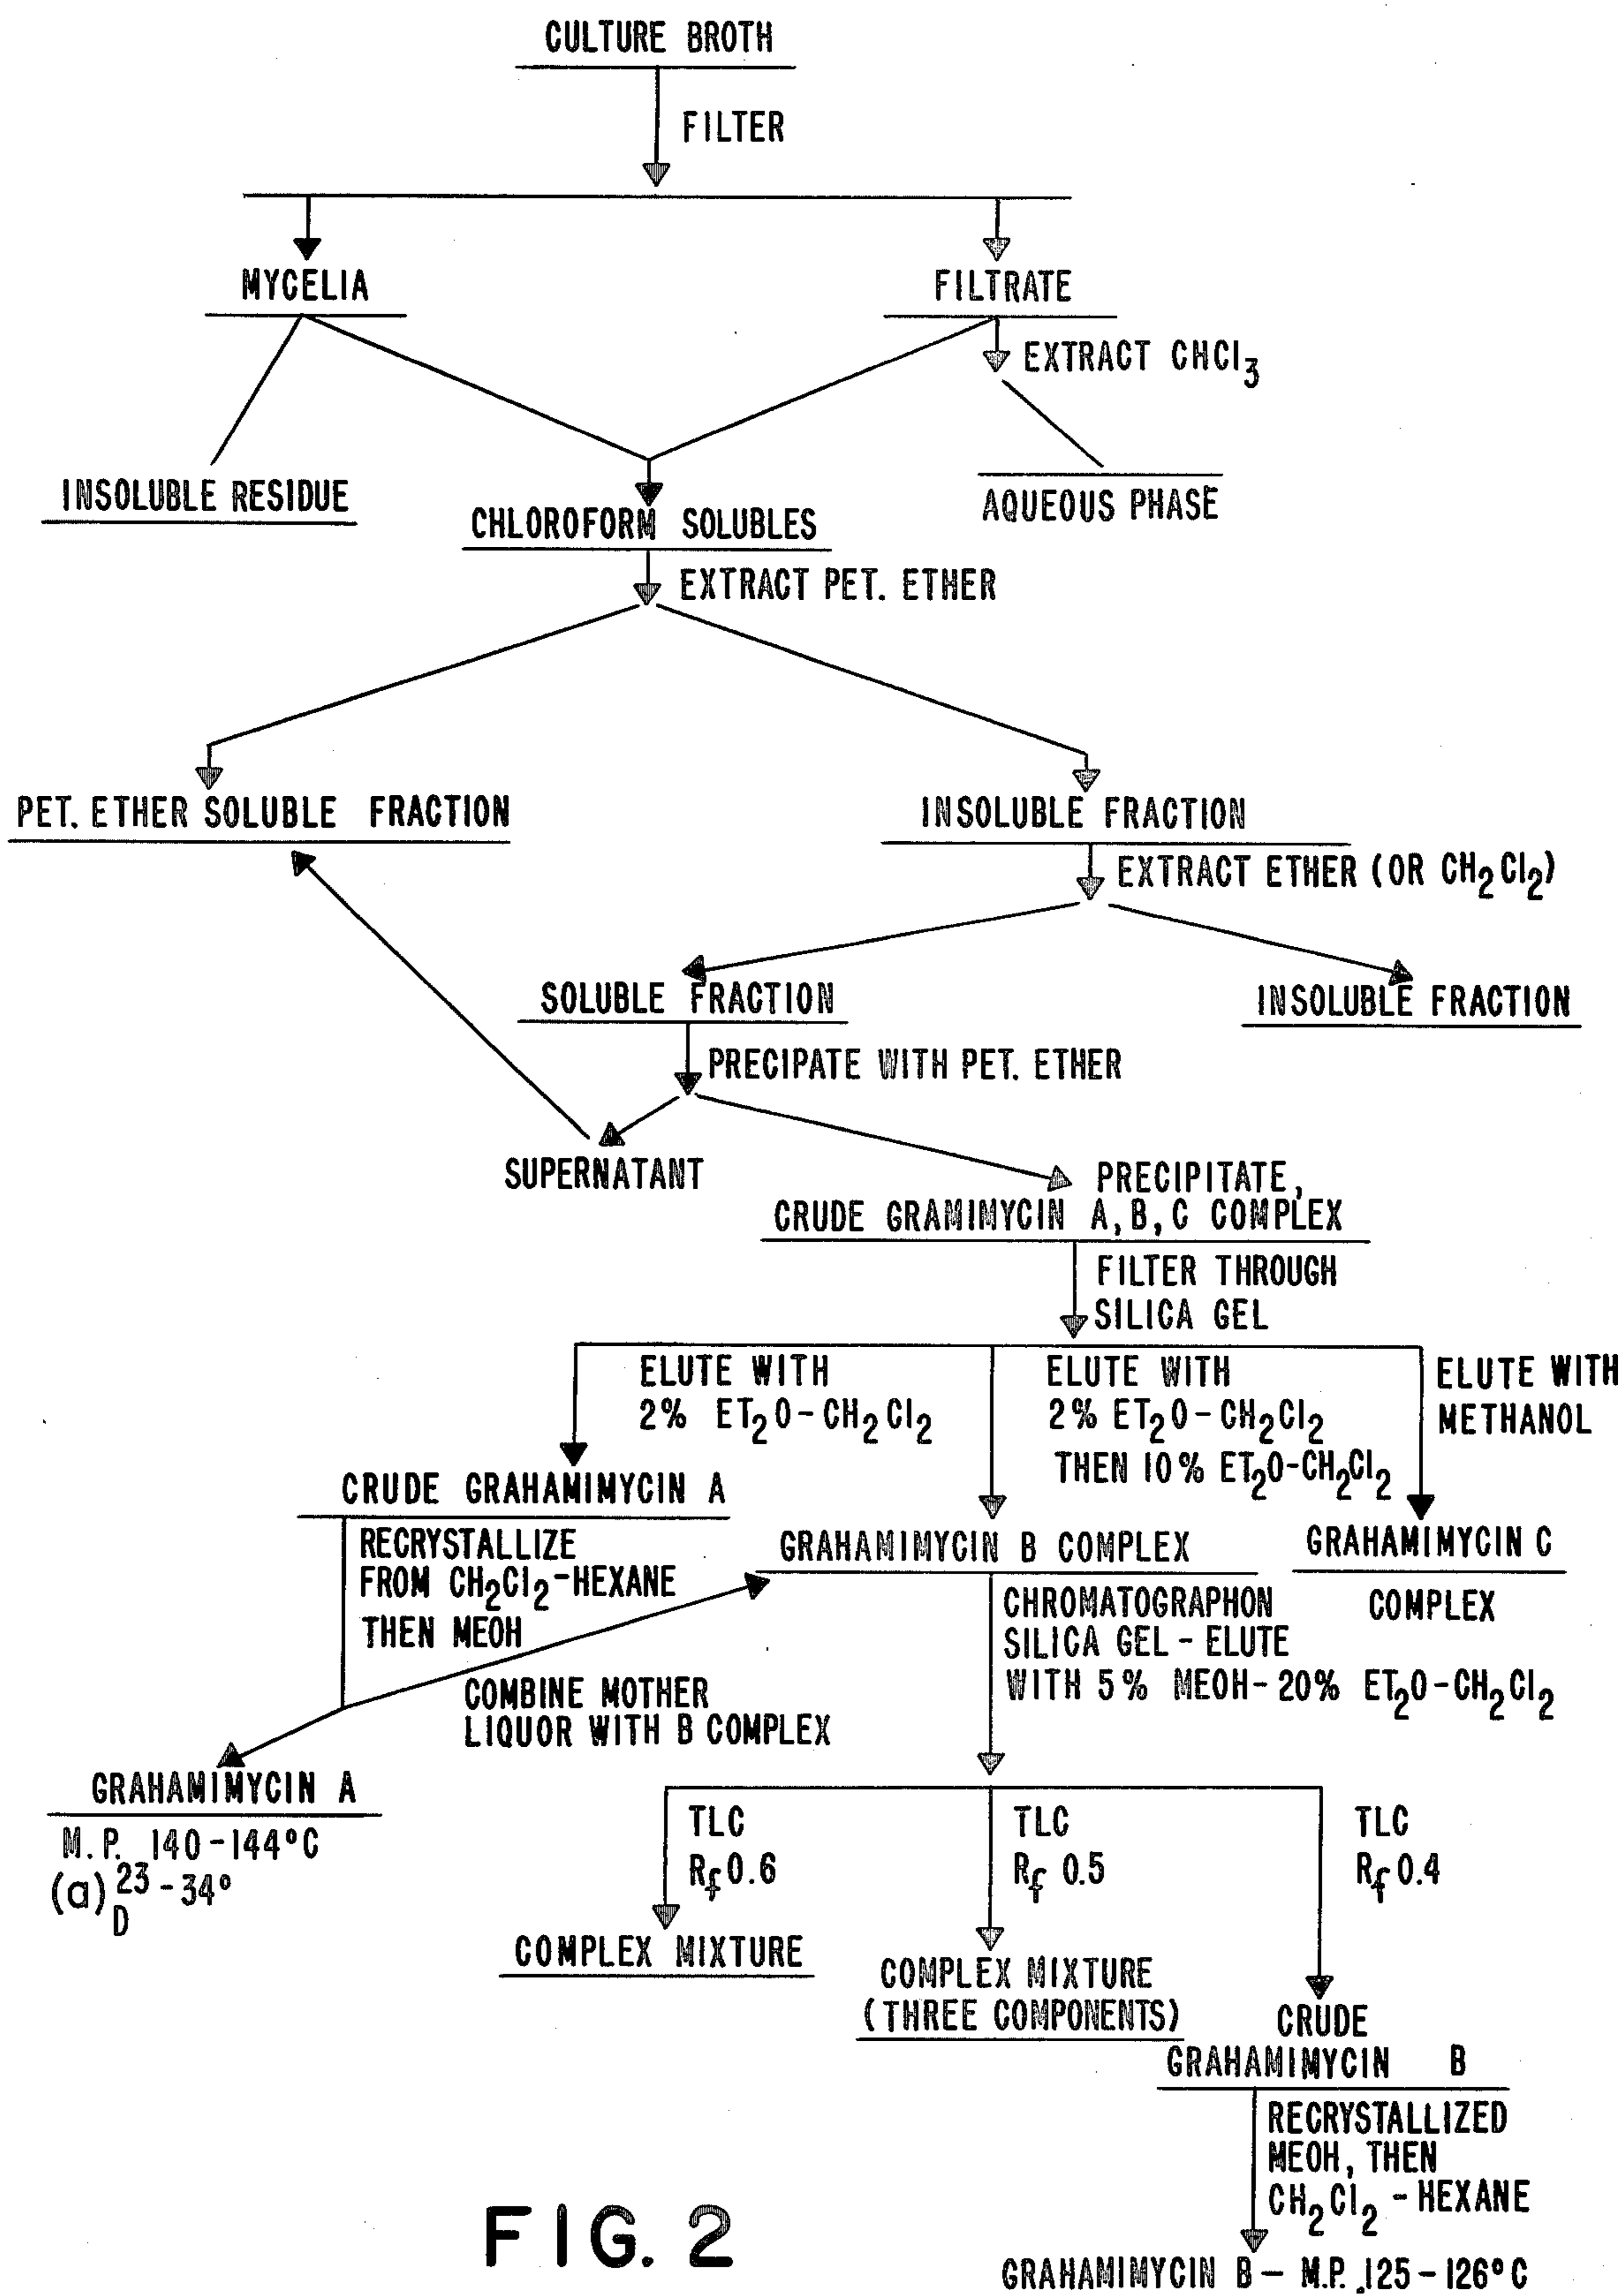 CULTURE BROTH
FILTER
MYCELIA
FILTRATE
EXTRACT CHCl3
INSOLUBLE RESIDUE
AQUEOUS PHASE
CHLOROFORM SOLUBLES
EXTRACT PET. ETHER
PET. ETHER SOLUBLE FRACTION
INSOLUBLE FRACTION
EXTRACT ETHER (OR CH2Cl2)
SOLUBLE FRACTION
INSOLUBLE FRACTION
PRECIPATE WITH PET. ETHER
SUPERNATANT
PRECIPITATE,
CRUDE GRAMIMYCIN A, B, C COMPLEX
FILTER THROUGH
SILICA GEL
ELUTE WITH
2% ET2O-CH2Cl2
ELUTE WITH
2% ET2O-CH2Cl2
THEN 10% ET2O-CH2Cl2
ELUTE WITH
METHANOL
CRUDE GRAHAMIMYCIN A
RECRYSTALLIZE
FROM CH2Cl2-HEXANE
THEN MEOH
GRAHAMIMYCIN B COMPLEX
GRAHAMIMYCIN C
COMPLEX
CHROMATOGRAPHON
SILICA GEL - ELUTE
WITH 5% MEOH-20% ET2O-CH2Cl2
COMBINE MOTHER
LIQUOR WITH B COMPLEX
GRAHAMIMYCIN A
M.P. 140-144°C
(a)23D-34°
TLC
Rf 0.6
TLC
Rf 0.5
TLC
Rf 0.4
COMPLEX MIXTURE
COMPLEX MIXTURE
(THREE COMPONENTS)
CRUDE
GRAHAMIMYCIN B
RECRYSTALLIZED
MEOH, THEN
CH2Cl2 - HEXANE
GRAHAMIMYCIN B - M.P. 125-126°C
FIG. 2